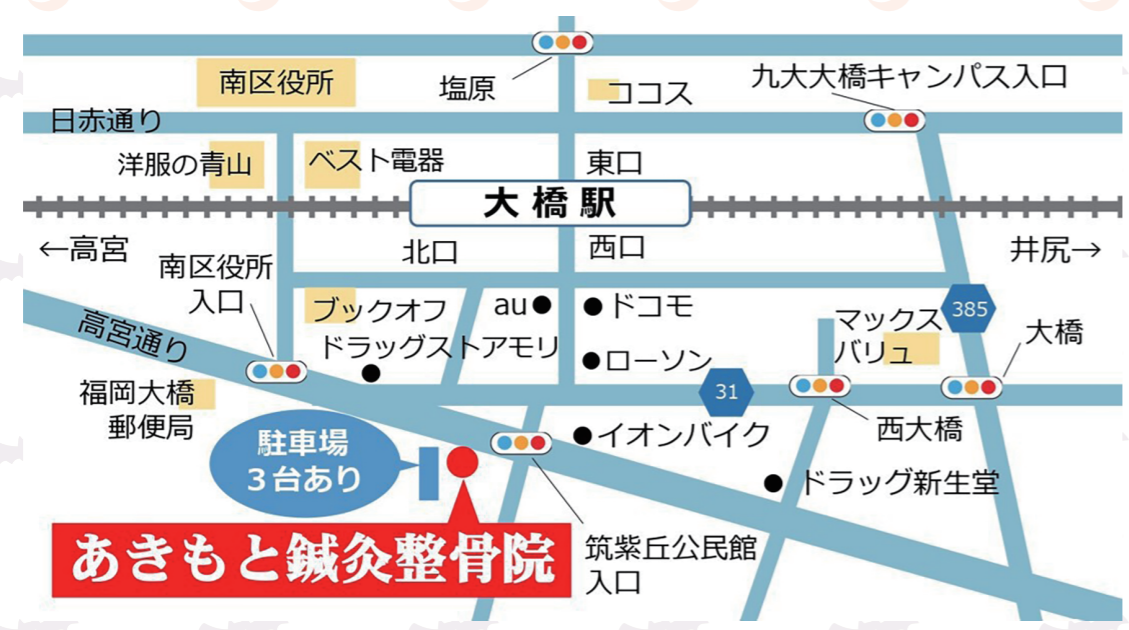 南区役所
塩原
ココス
九大大橋キャンパス入口
日赤通り
洋服の青山
ベスト電器
東口
大橋駅
←高宮
北口
西口
井尻→
南区役所
入口
ブックオフ
au
ドコモ
マックス
バリュ
385
大橋
高宮通り
ドラッグストアモリ
ローソン
31
福岡大橋
郵便局
駐車場
3台あり
イオンバイク
西大橋
ドラッグ新生堂
あきもと鍼灸整骨院
筑紫丘公民館
入口